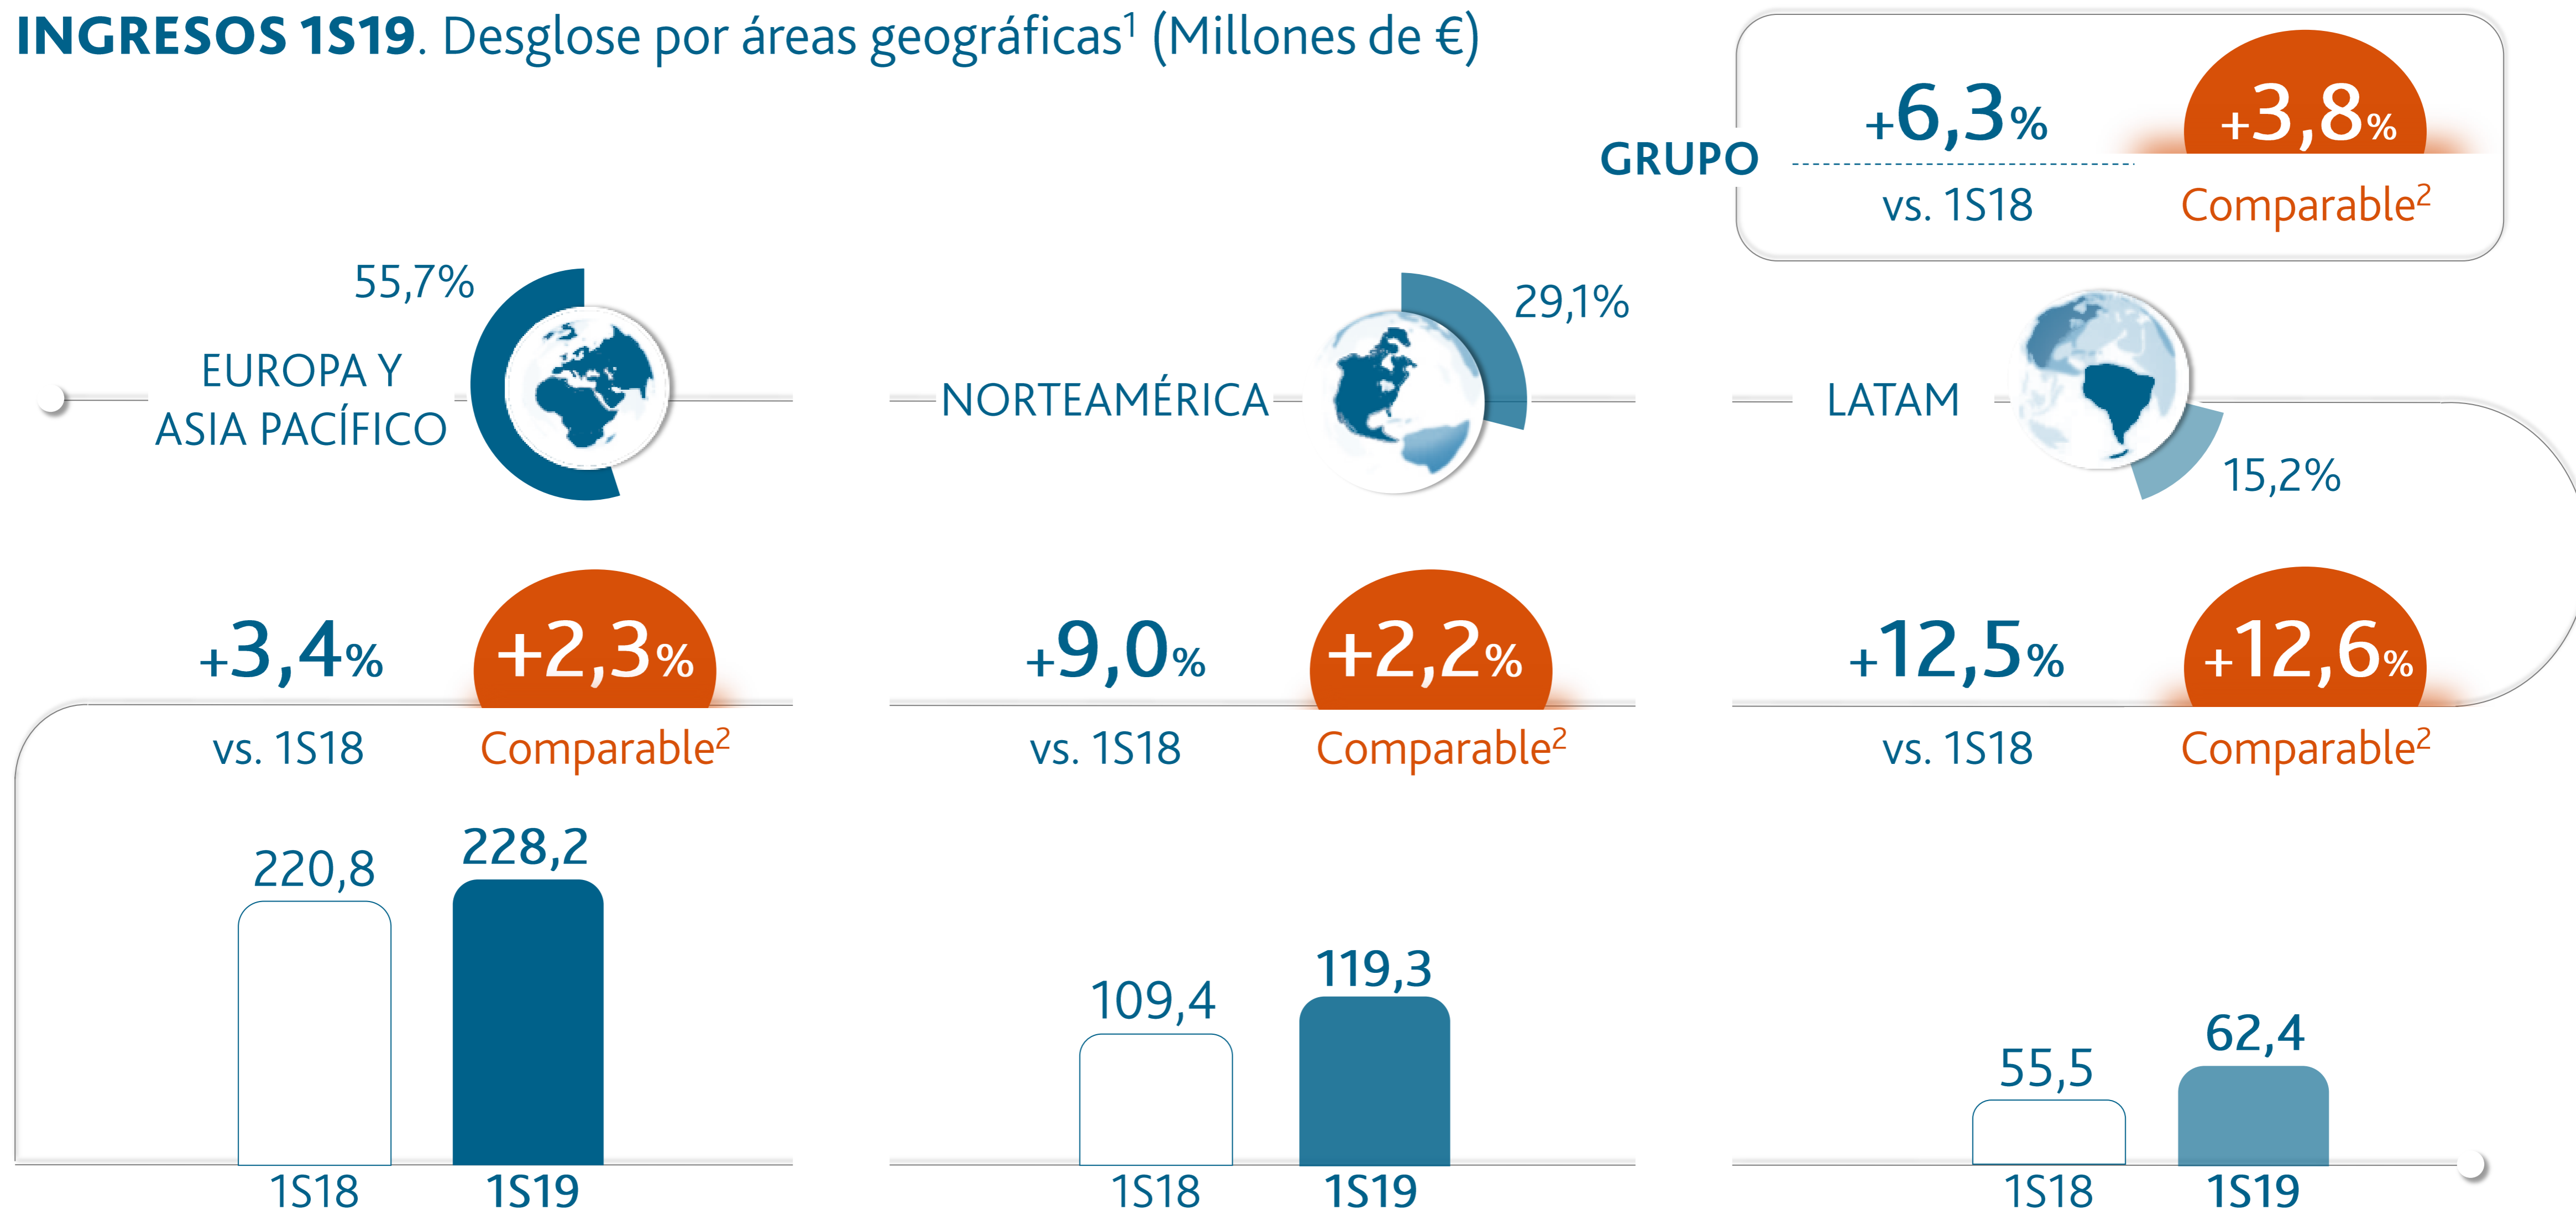 INGRESOS 1S19. Desglose por áreas geográficas¹ (Millones de €)
GRUPO
+6,3%
vs. 1S18
+3,8%
Comparable²
55,7%
EUROPA Y
ASIA PACÍFICO
29,1%
NORTEAMÉRICA
LATAM
15,2%
+3,4%
vs. 1S18
+2,3%
Comparable²
+9,0%
vs. 1S18
+2,2%
Comparable²
+12,5%
vs. 1S18
+12,6%
Comparable²
220,8
228,2
1S18
1S19
109,4
119,3
1S18
1S19
55,5
62,4
1S18
1S19